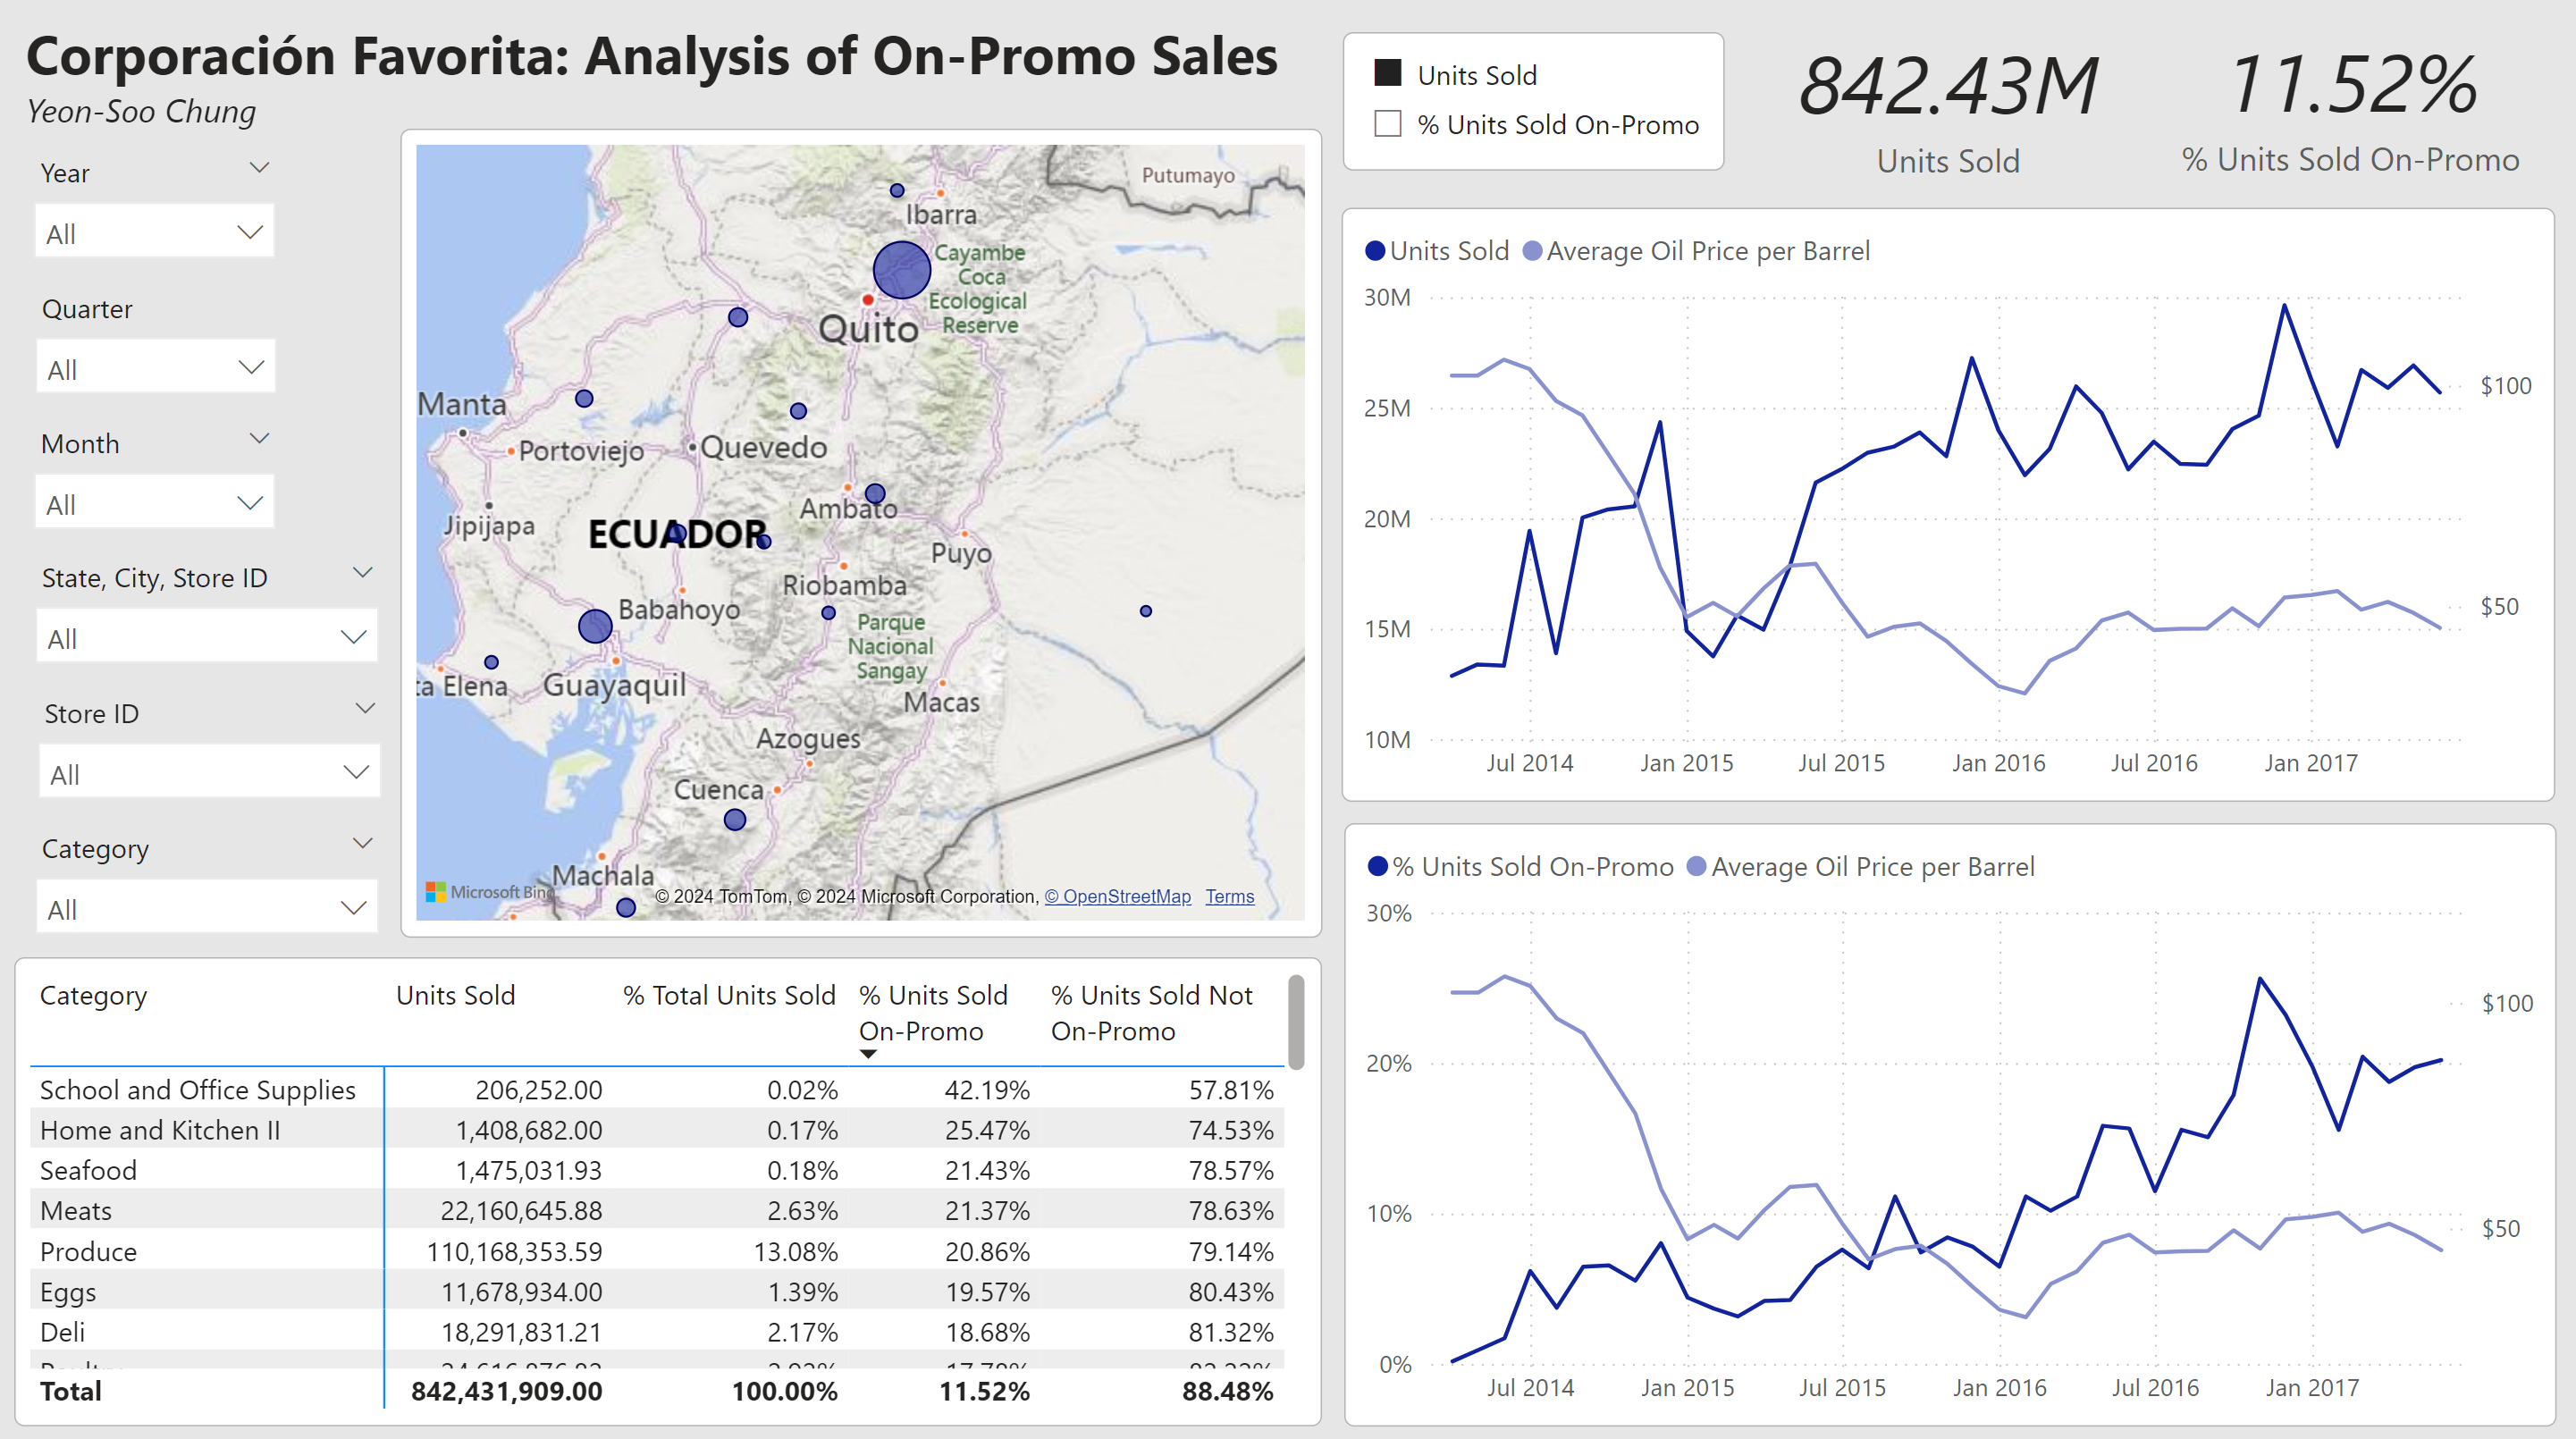 Corporación Favorita: Analysis of On-Promo Sales
Yeon-Soo Chung
Units Sold
% Units Sold On-Promo
842.43M
Units Sold
11.52%
% Units Sold On-Promo
Year
All
Quarter
All
Month
All
State, City, Store ID
All
Store ID
All
Category
All
Putumayo
Ibarra
Cayambe
Coca
Ecological
Reserve
Quito
Manta
Portoviejo
Quevedo
Jipijapa
Ambato
ECUADOR
Puyo
Riobamba
Babahoyo
Parque
Nacional
Sangay
ta Elena
Guayaquil
Macas
Azogues
Cuenca
Machala
Microsoft Bing
© 2024 TomTom, © 2024 Microsoft Corporation, © OpenStreetMap Terms
Units Sold Average Oil Price per Barrel
30M
25M
20M
15M
10M
$100
$50
Jul 2014 Jan 2015 Jul 2015 Jan 2016 Jul 2016 Jan 2017
% Units Sold On-Promo Average Oil Price per Barrel
30%
20%
10%
0%
$100
$50
Jul 2014 Jan 2015 Jul 2015 Jan 2016 Jul 2016 Jan 2017
Category Units Sold % Total Units Sold % Units Sold On-Promo % Units Sold Not On-Promo
School and Office Supplies 206,252.00 0.02% 42.19% 57.81%
Home and Kitchen II 1,408,682.00 0.17% 25.47% 74.53%
Seafood 1,475,031.93 0.18% 21.43% 78.57%
Meats 22,160,645.88 2.63% 21.37% 78.63%
Produce 110,168,353.59 13.08% 20.86% 79.14%
Eggs 11,678,934.00 1.39% 19.57% 80.43%
Deli 18,291,831.21 2.17% 18.68% 81.32%
Total 842,431,909.00 100.00% 11.52% 88.48%